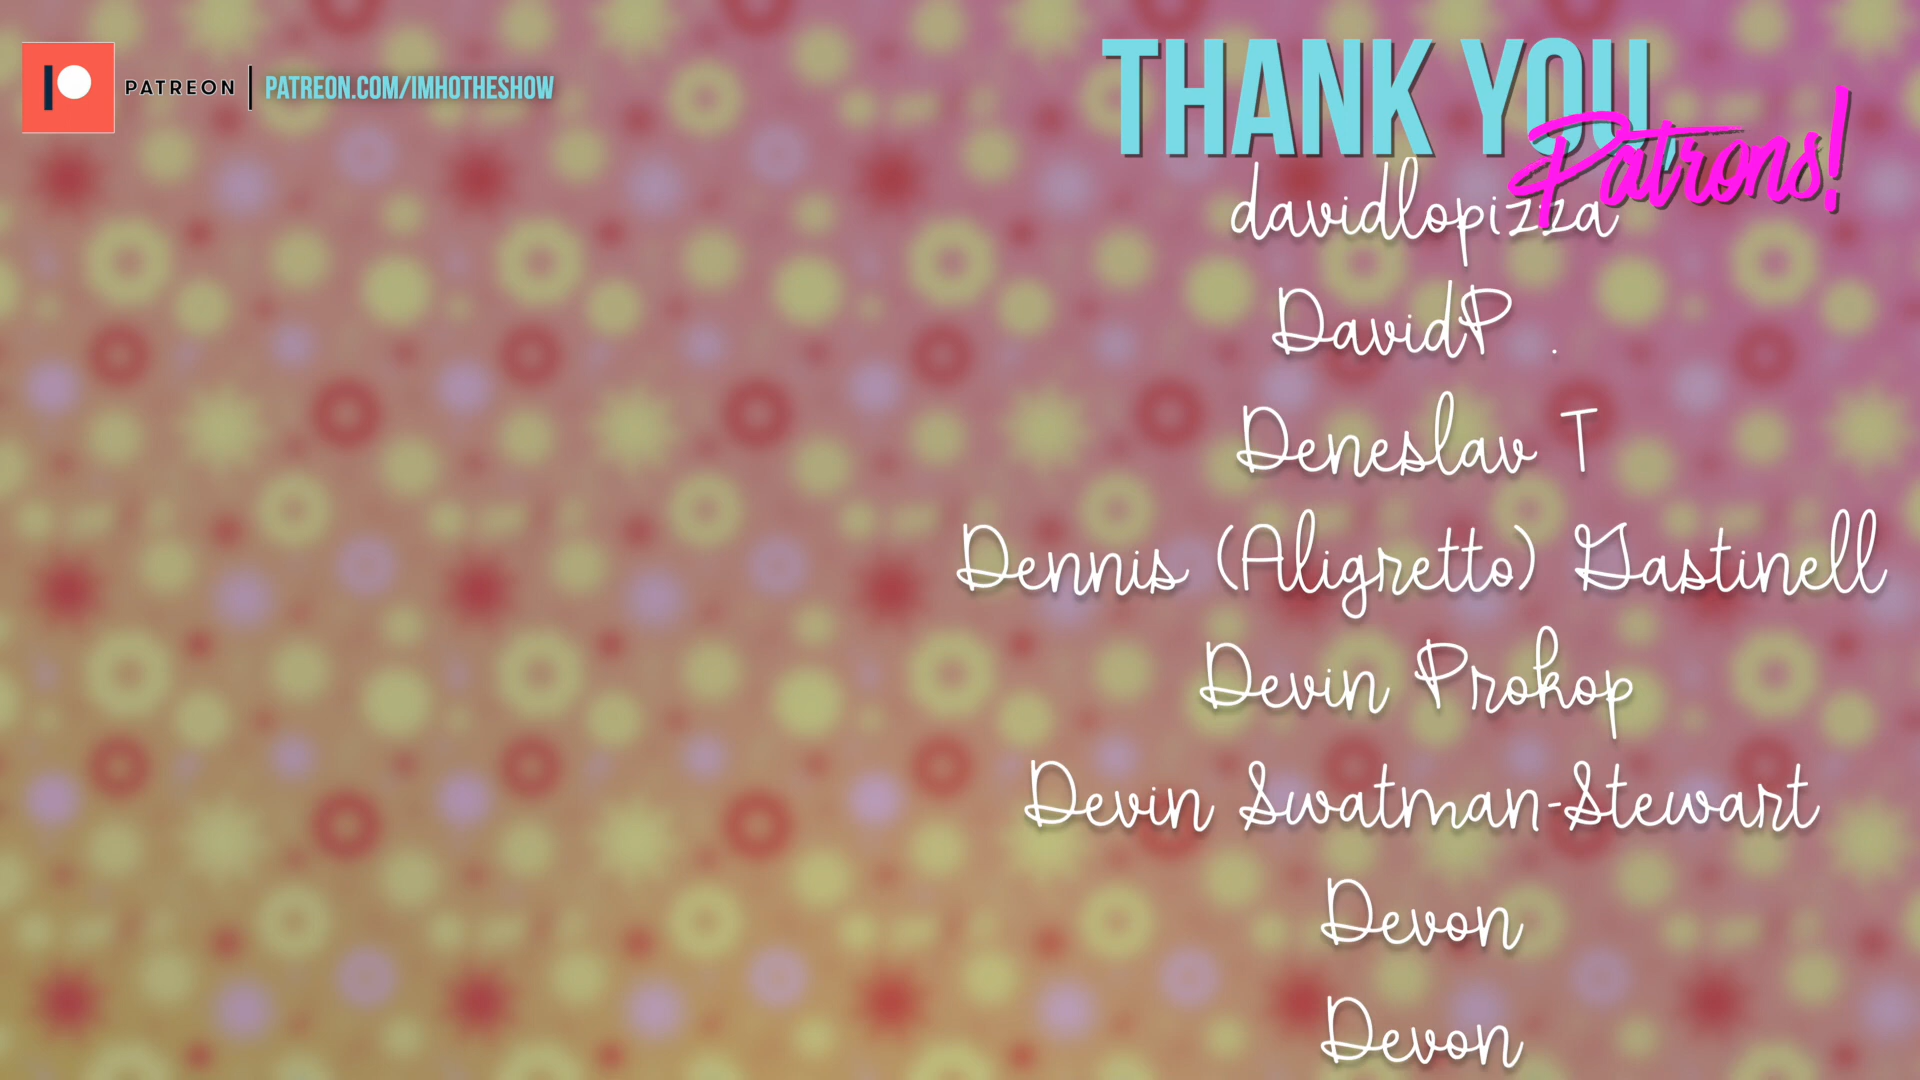 PATREON | PATREON.COM/IMHOTHESHOW
THANK YOU,
Patrons!
davidlopizza
DavidP .
Deneslav T
Dennis (Aligretto) Gastinell
Devin Prokop
Devin Swatman-Stewart
Devon
Devon